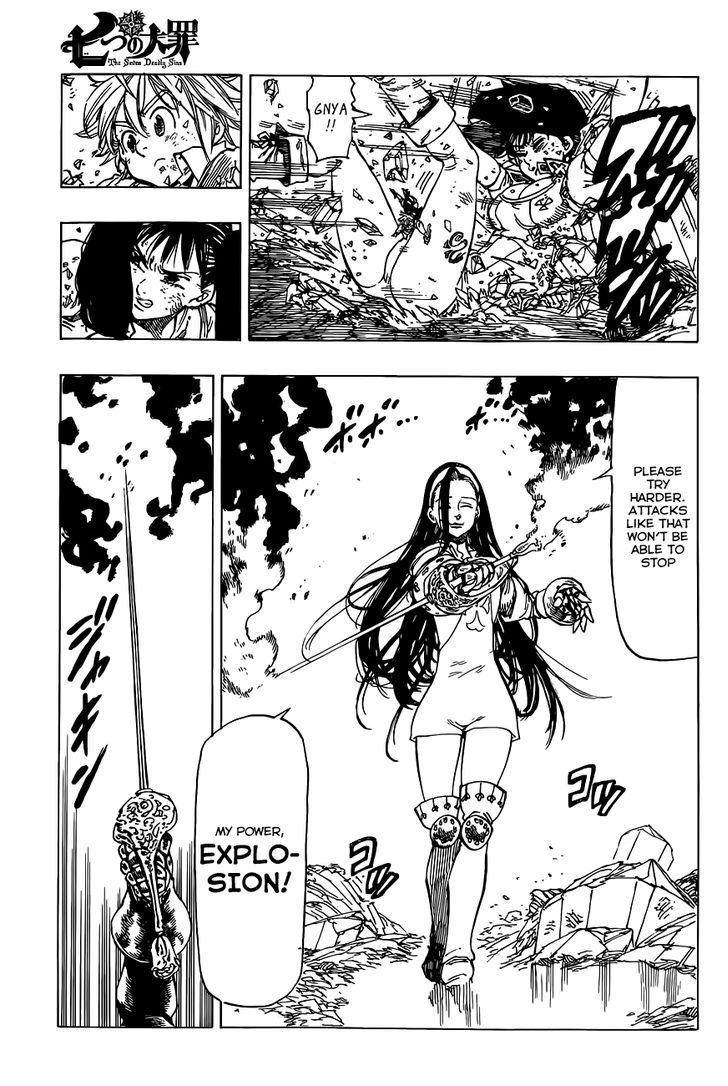 七つの大罪
The Seven Deadly Sins
GNYA
!!
PLEASE
TRY
HARDER.
ATTACKS
LIKE THAT
WON'T BE
ABLE TO
STOP
ボボ…
ボボ…
コツ
コツ
MY POWER,
EXPLO-
SION!
ジャキン